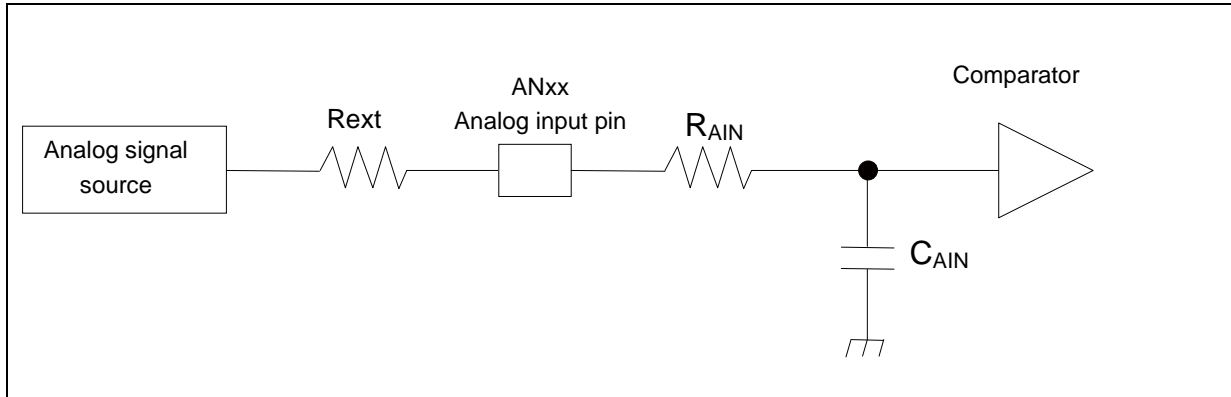 Comparator
ANxx
Analog input pin
Rext
RAIN
Analog signal
source
CAIN